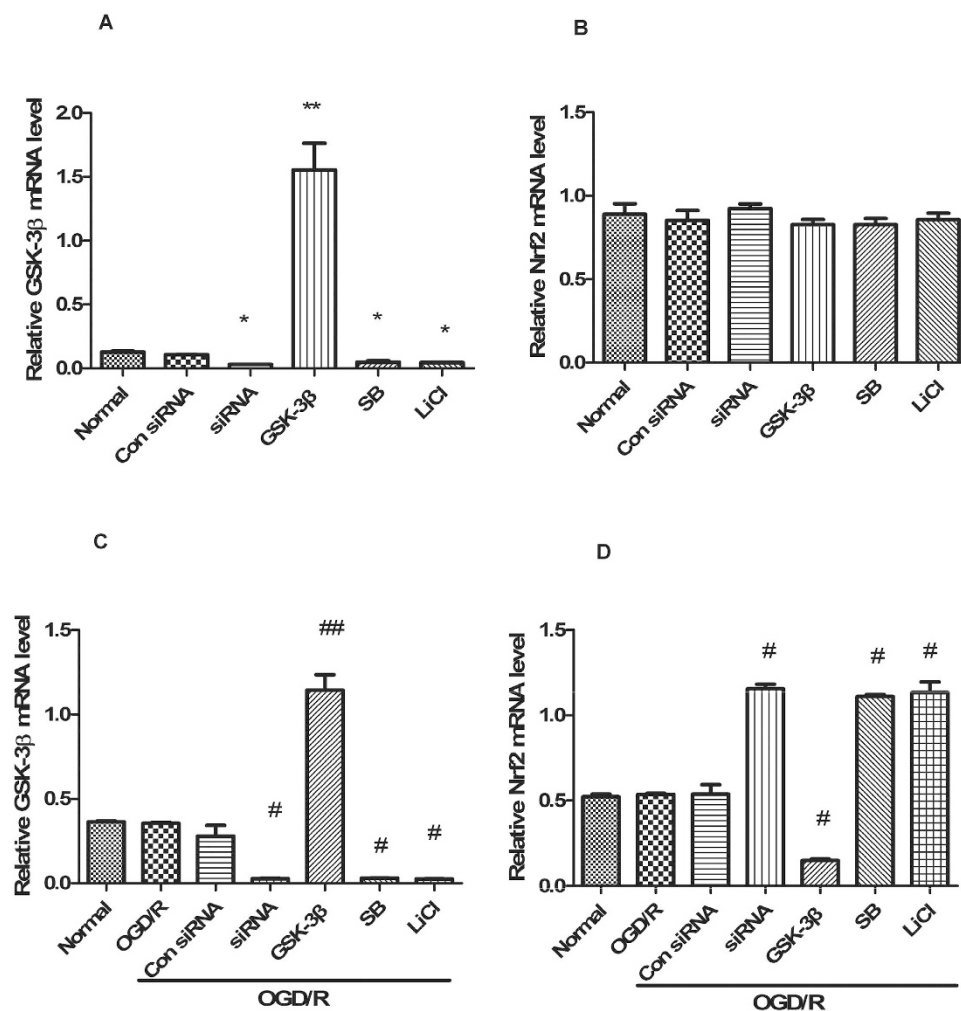 A
Relative GSK-3β mRNA level
2.0
1.5
1.0
0.5
0.0
**
*
*
*
Normal
Con siRNA
siRNA
GSK-3β
SB
LiCl
B
Relative Nrf2 mRNA level
1.5
1.0
0.5
0.0
Normal
Con siRNA
siRNA
GSK-3β
SB
LiCl
C
Relative GSK-3β mRNA level
1.5
1.0
0.5
0.0
#
##
#
#
Normal
OGD/R
Con siRNA
siRNA
GSK-3β
SB
LiCl
OGD/R
D
Relative Nrf2 mRNA level
1.5
1.0
0.5
0.0
#
#
#
#
Normal
OGD/R
Con siRNA
siRNA
GSK-3β
SB
LiCl
OGD/R